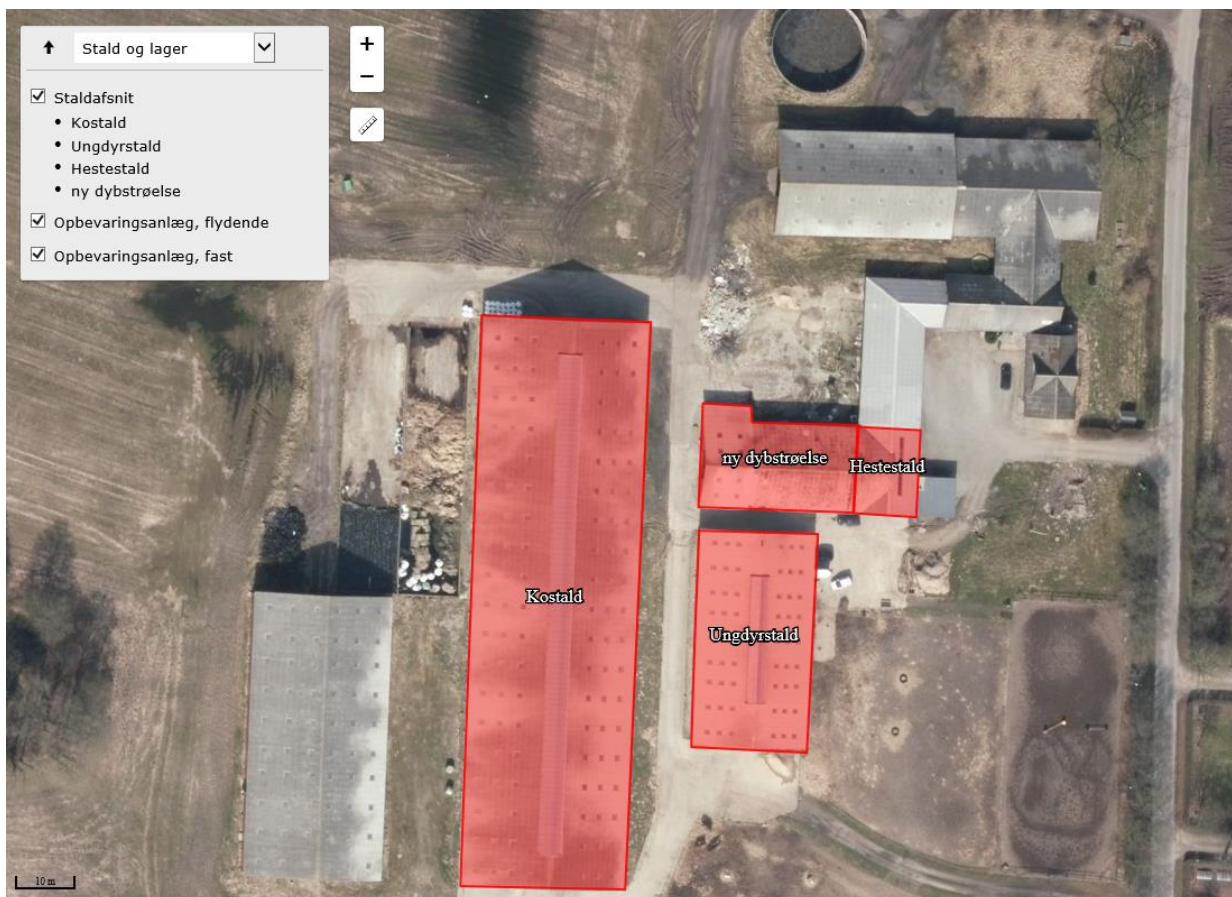 Stald og lager
Staldafsnit
Kostald
Ungdyrstald
Hestestald
ny dybstrøelse
Opbevaringsanlæg, flydende
Opbevaringsanlæg, fast
ny dybstrøelse
Hestestald
Kostald
Ungdyrstald
10 m